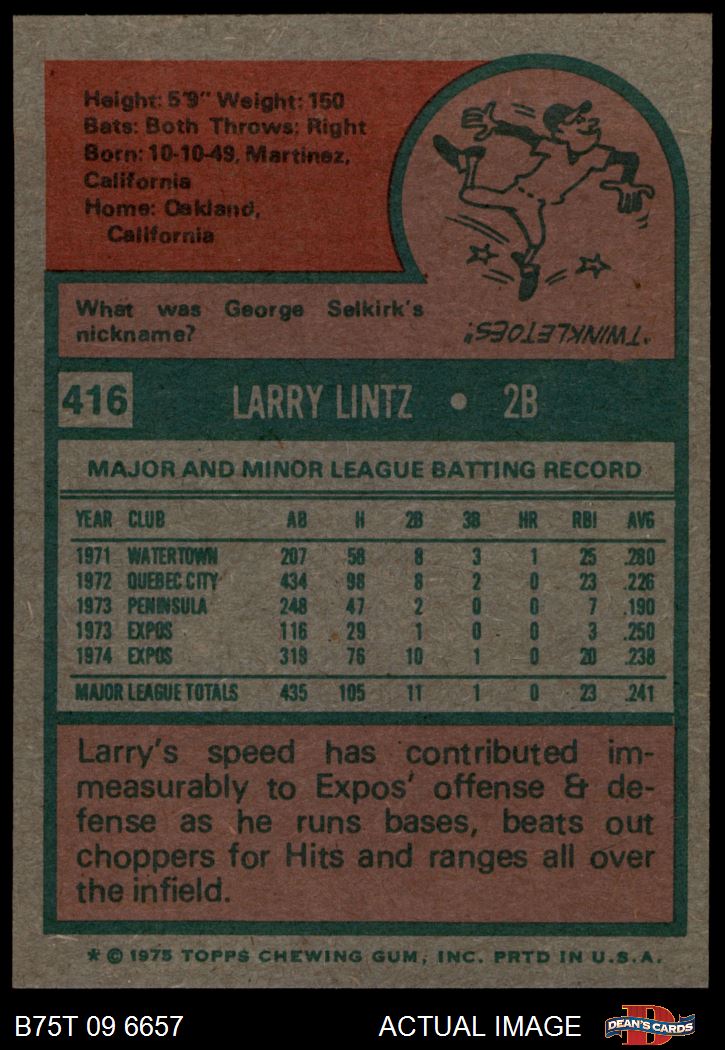 Height: 5'9" Weight: 150
Bats: Both Throws: Right
Born: 10-10-49, Martinez,
California
Home: Oakland,
California
What was George Selkirk's
nickname?
"TWINKLETOES."
416 LARRY LINTZ • 2B
MAJOR AND MINOR LEAGUE BATTING RECORD
YEAR CLUB AB H 2B 3B HR RBI AVG
1971 WATERTOWN 207 58 8 3 1 25 .280
1972 QUEBEC CITY 434 98 8 2 0 23 .226
1973 PENINSULA 248 47 2 0 0 7 .190
1973 EXPOS 116 29 1 0 0 3 .250
1974 EXPOS 319 76 10 1 0 20 .238
MAJOR LEAGUE TOTALS 435 105 11 1 0 23 .241
Larry's speed has contributed im-
measurably to Expos' offense & de-
fense as he runs bases, beats out
choppers for Hits and ranges all over
the infield.
* © 1975 TOPPS CHEWING GUM, INC. PRTD IN U.S.A.
B75T 09 6657 ACTUAL IMAGE
DEAN'S CARDS